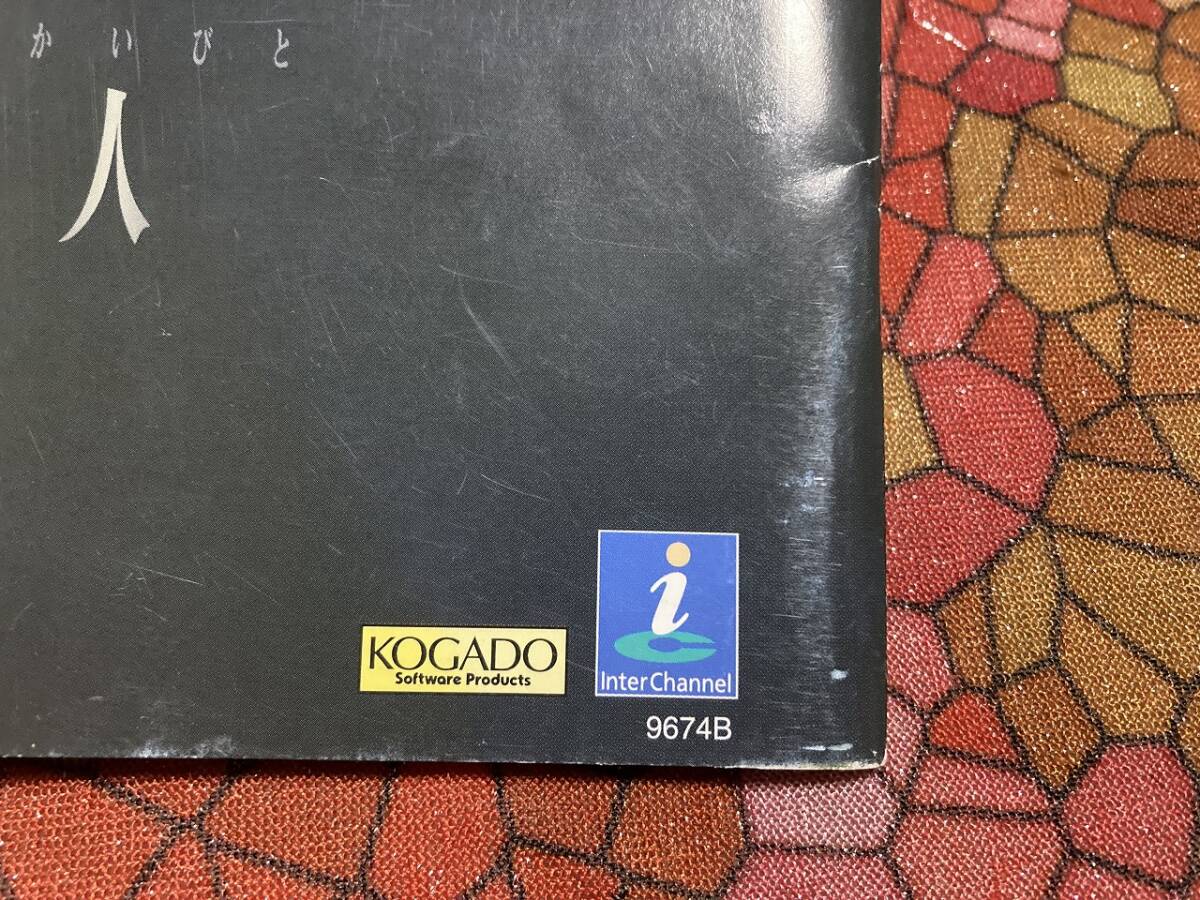 かいびと
人
KOGADO
Software Products
InterChannel
9674B